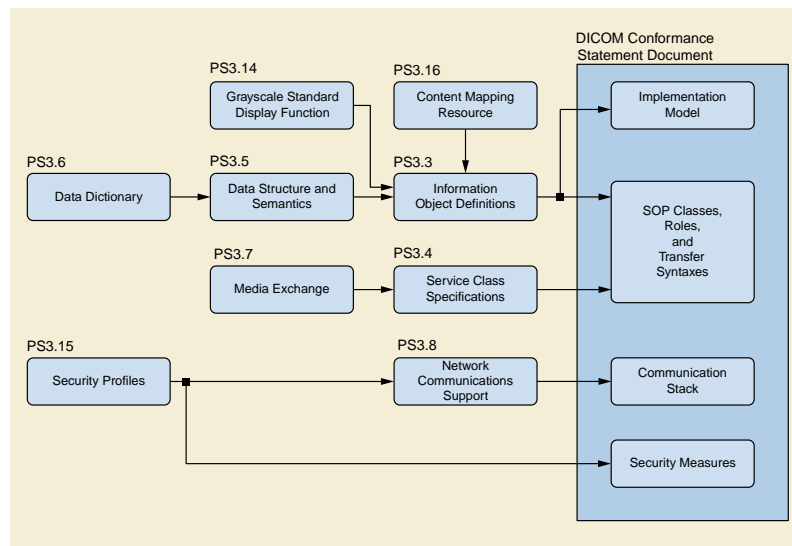 DICOM Conformance
Statement Document
PS3.14
Grayscale Standard
Display Function
PS3.16
Content Mapping
Resource
Implementation
Model
PS3.6
Data Dictionary
PS3.5
Data Structure and
Semantics
PS3.3
Information
Object Definitions
SOP Classes,
Roles,
and
Transfer
Syntaxes
PS3.7
Media Exchange
PS3.4
Service Class
Specifications
PS3.15
Security Profiles
PS3.8
Network
Communications
Support
Communication
Stack
Security Measures